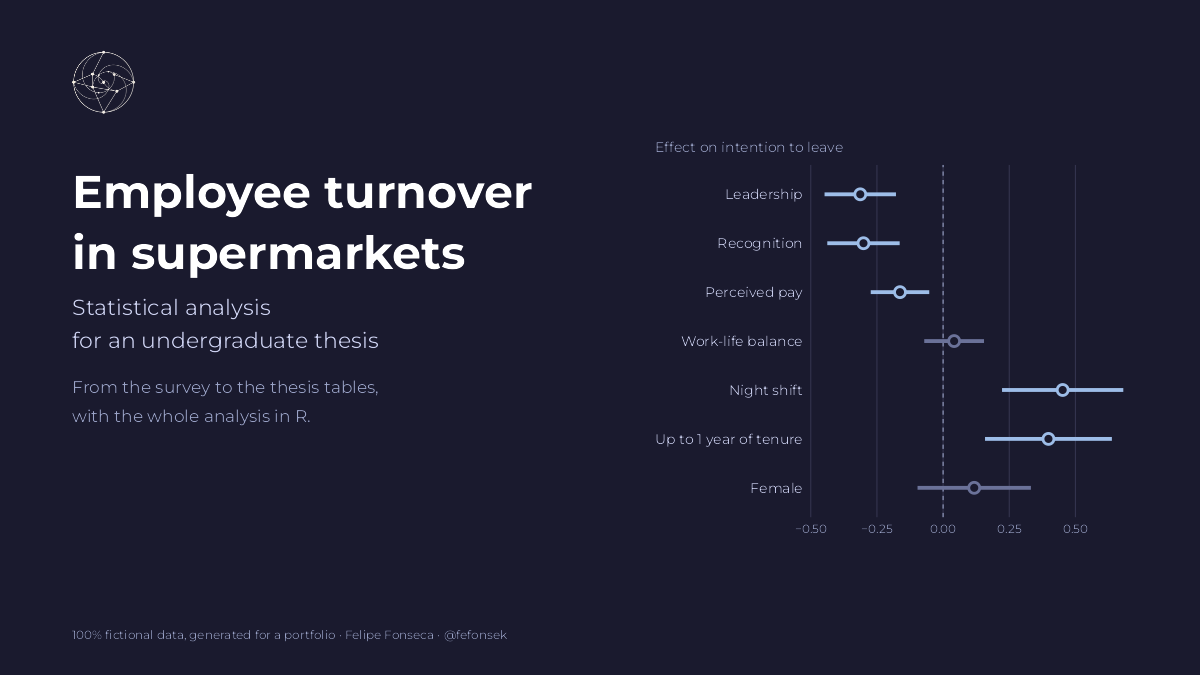 Employee turnover
in supermarkets
Statistical analysis
for an undergraduate thesis
From the survey to the thesis tables,
with the whole analysis in R.
Effect on intention to leave
Leadership
Recognition
Perceived pay
Work-life balance
Night shift
Up to 1 year of tenure
Female
−0.50 −0.25 0.00 0.25 0.50
100% fictional data, generated for a portfolio · Felipe Fonseca · @fefonsek